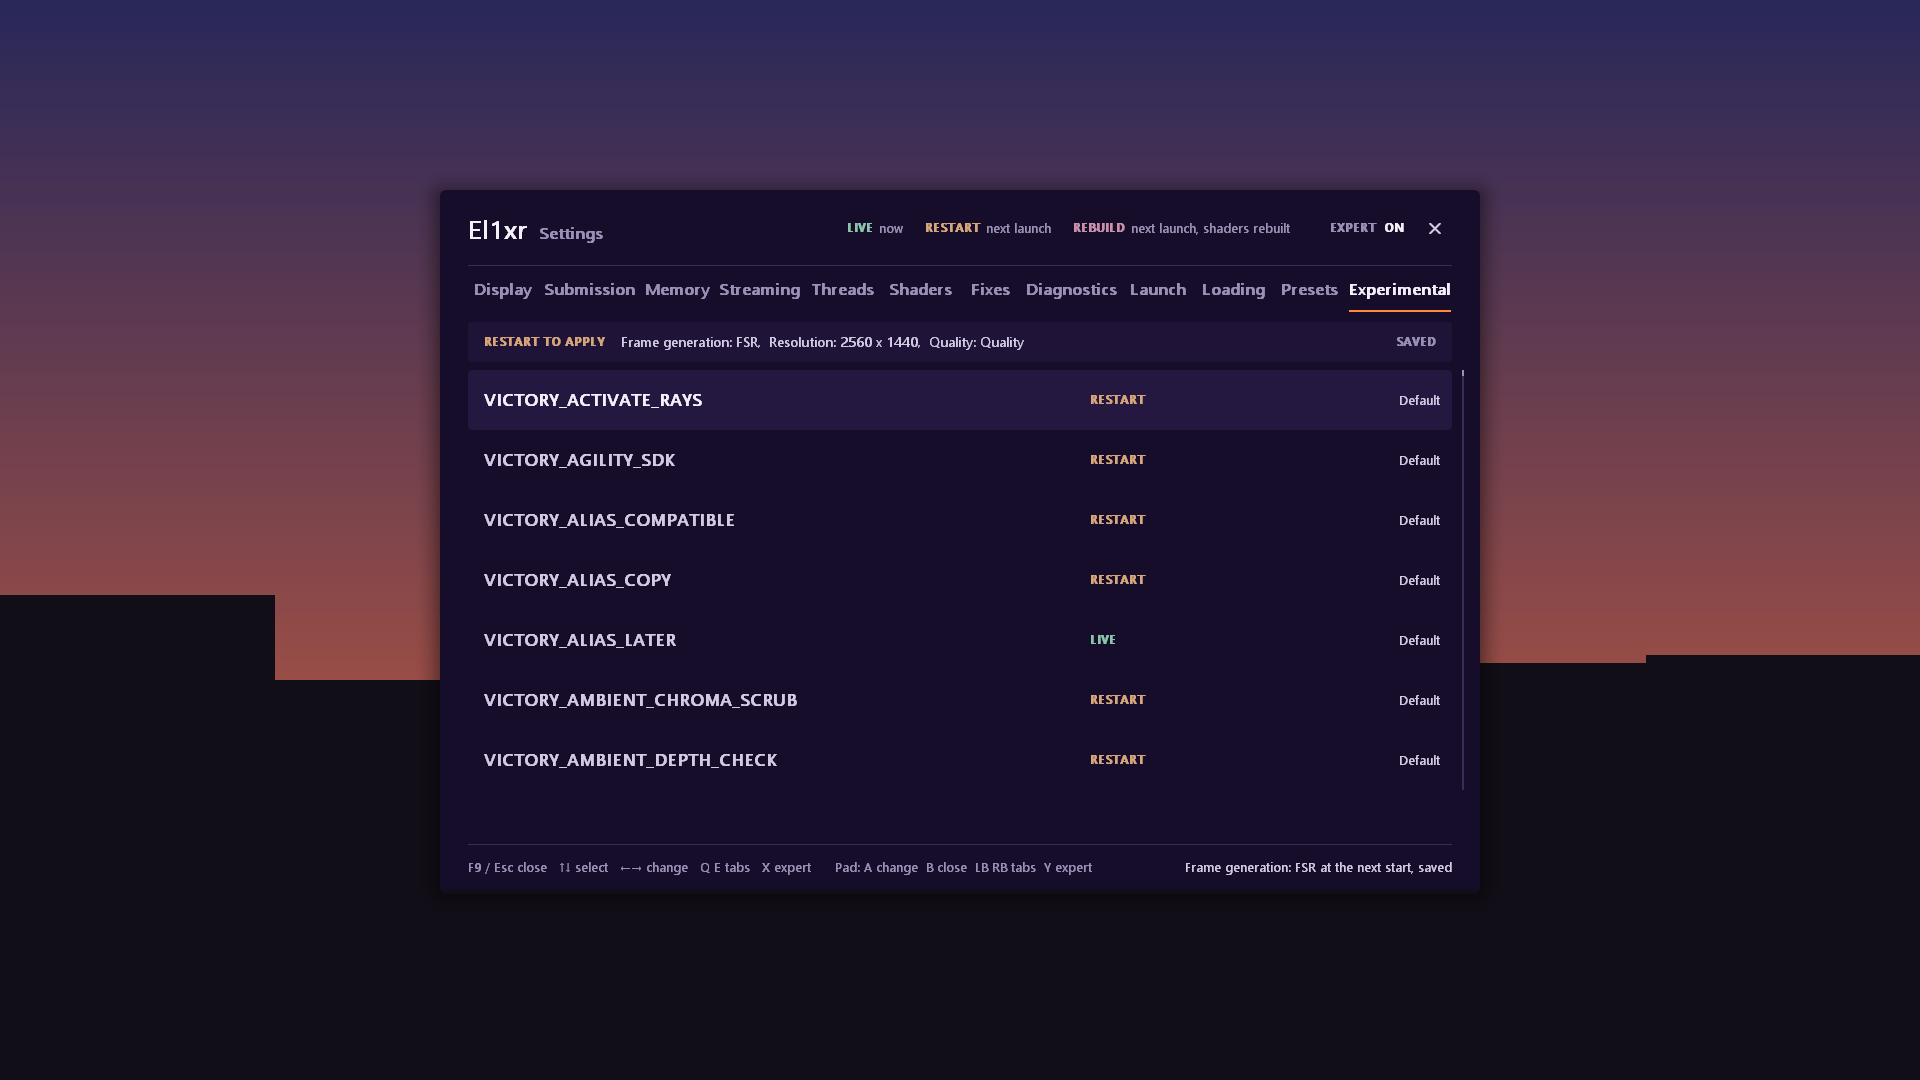 El1xr Settings LIVE now RESTART next launch REBUILD next launch, shaders rebuilt EXPERT ON ✕
Display Submission Memory Streaming Threads Shaders Fixes Diagnostics Launch Loading Presets Experimental
RESTART TO APPLY Frame generation: FSR, Resolution: 2560 x 1440, Quality: Quality SAVED
VICTORY_ACTIVATE_RAYS RESTART Default
VICTORY_AGILITY_SDK RESTART Default
VICTORY_ALIAS_COMPATIBLE RESTART Default
VICTORY_ALIAS_COPY RESTART Default
VICTORY_ALIAS_LATER LIVE Default
VICTORY_AMBIENT_CHROMA_SCRUB RESTART Default
VICTORY_AMBIENT_DEPTH_CHECK RESTART Default
F9 / Esc close ↑↓ select ←→ change Q E tabs X expert Pad: A change B close LB RB tabs Y expert Frame generation: FSR at the next start, saved